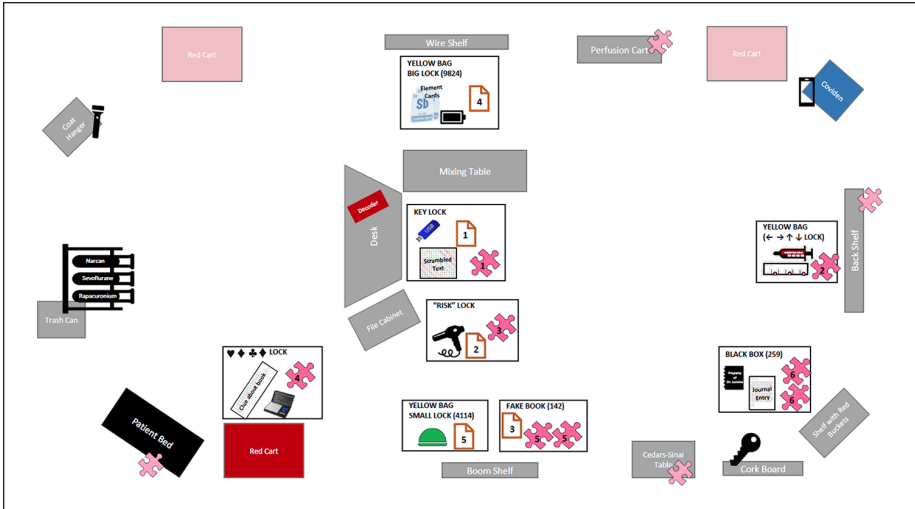 Wire Shelf
Perfusion Cart
Red Cart
Red Cart
YELLOW BAG
BIG LOCK (9824)
Element
Cards
Sb
4
Coviden
Coat
Hanger
Mixing Table
Decoder
Desk
KEY LOCK
USB
1
Scrambled
Text
1
YELLOW BAG
(← → ↑ ↓ LOCK)
2
Back Shelf
Narcan
Sevoflurane
Rapacuronium
Trash Can
File Cabinet
"RISK" LOCK
3
2
♥ ♦ ♣ ♦ LOCK
Clue about book
4
BLACK BOX (259)
Property
of
Journal
Entry
6
6
Patient Bed
Red Cart
YELLOW BAG
SMALL LOCK (4114)
5
FAKE BOOK (142)
3
5
5
Shelf with Red
Buckets
Boom Shelf
Cedars-Sinai
Table
Cork Board